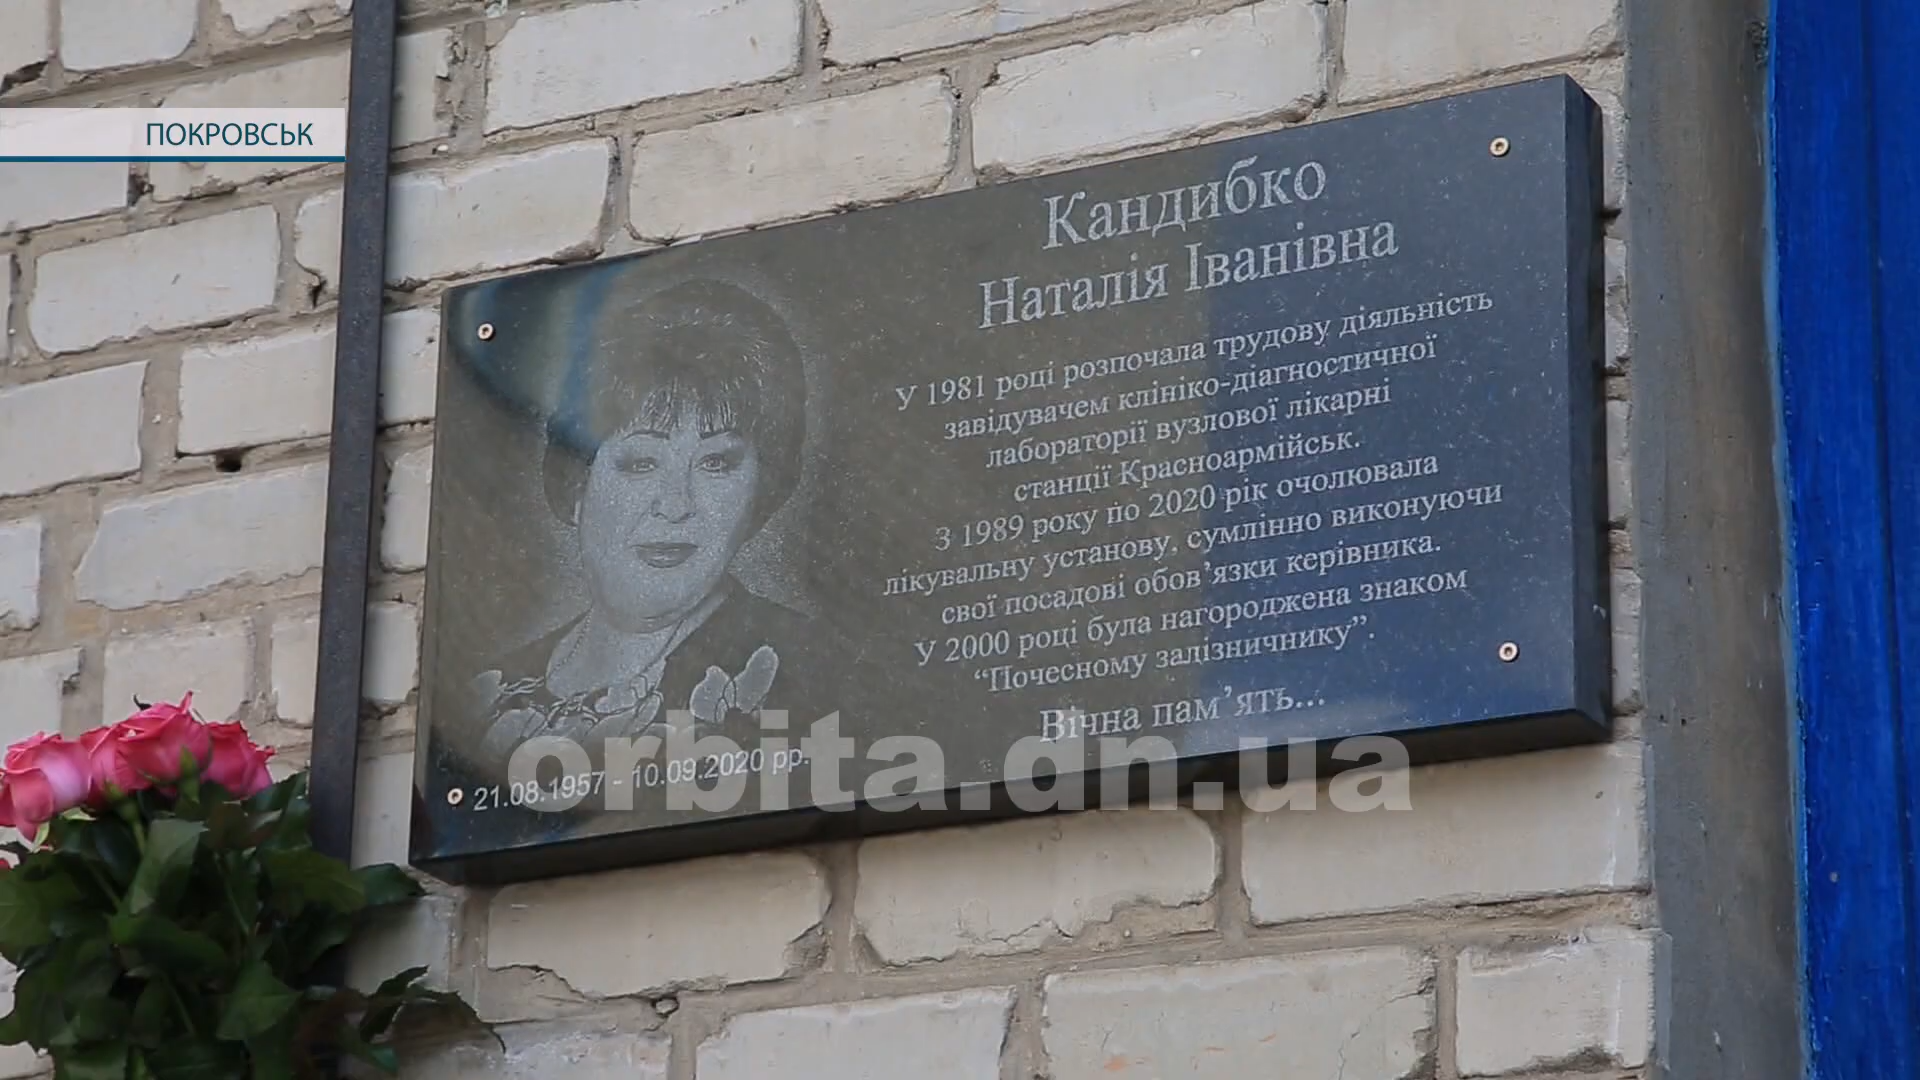 ПОКРОВСЬК
Кандибко
Наталія Іванівна
У 1981 році розпочала трудову діяльність
завідувачем клініко-діагностичної
лабораторії вузлової лікарні
станції Красноармійськ.
З 1989 року по 2020 рік очолювала
лікувальну установу, сумлінно виконуючи
свої посадові обов’язки керівника.
У 2000 році була нагороджена знаком
“Почесному залізничнику”.
Вічна пам’ять...
21.08.1957 - 10.09.2020 рр.
orbita.dn.ua